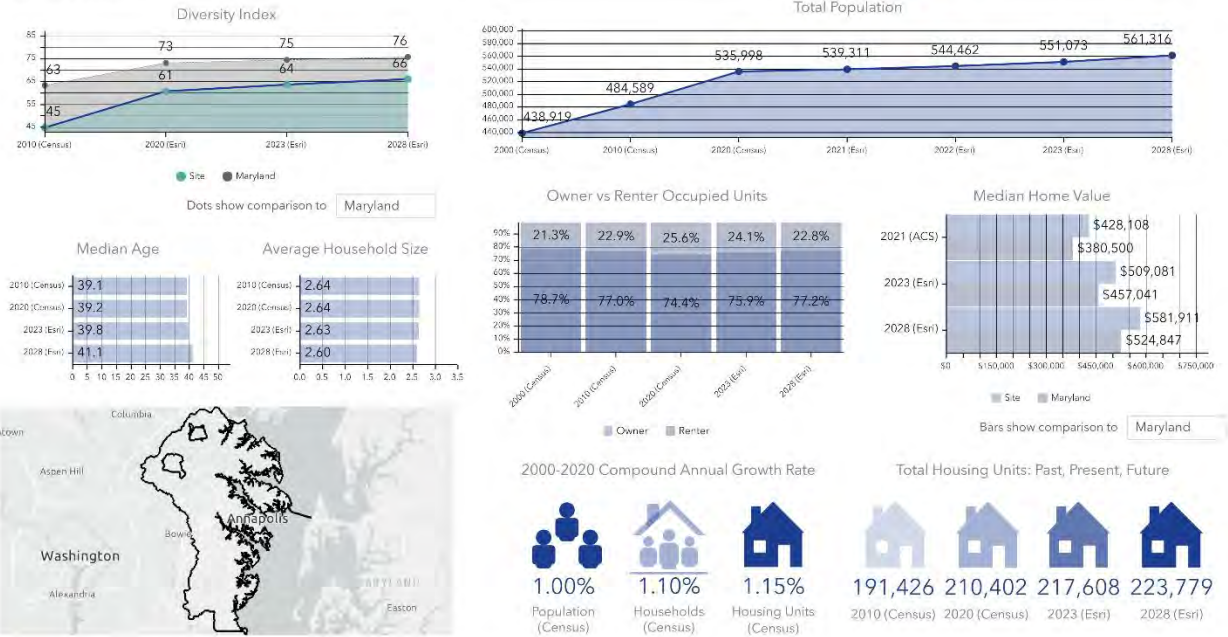 Diversity Index
85
75
65
55
45
63
73
75
76
45
61
64
66
2010 (Census)
2020 (Esri)
2023 (Esri)
2028 (Esri)
Site
Maryland
Dots show comparison to
Maryland
Total Population
600,000
580,000
560,000
540,000
520,000
500,000
480,000
460,000
440,000
438,919
484,589
535,998
539,311
544,462
551,073
561,316
2000 (Census)
2010 (Census)
2020 (Census)
2021 (Esri)
2022 (Esri)
2023 (Esri)
2028 (Esri)
Median Age
2010 (Census)
39.1
2020 (Census)
39.2
2023 (Esri)
39.8
2028 (Esri)
41.1
0 5 10 15 20 25 30 35 40 45 50
Average Household Size
2010 (Census)
2.64
2020 (Census)
2.64
2023 (Esri)
2.63
2028 (Esri)
2.60
0.0 0.5 1.0 1.5 2.0 2.5 3.0 3.5
Owner vs Renter Occupied Units
90%
80%
70%
60%
50%
40%
30%
20%
10%
0%
21.3% 22.9% 25.6% 24.1% 22.8%
78.7% 77.0% 74.4% 75.9% 77.2%
2000 (Census)
2010 (Census)
2020 (Census)
2023 (Esri)
2028 (Esri)
Owner
Renter
Median Home Value
2021 (ACS)
$428,108
$380,500
2023 (Esri)
$509,081
$457,041
2028 (Esri)
$581,911
$524,847
$0 $150,000 $300,000 $450,000 $600,000 $750,000
Site
Maryland
Bars show comparison to
Maryland
Columbia
Aspen Hill
Annapolis
Bowie
Washington
Alexandria
Easton
2000-2020 Compound Annual Growth Rate
1.00%
Population
(Census)
1.10%
Households
(Census)
1.15%
Housing Units
(Census)
Total Housing Units: Past, Present, Future
191,426 210,402 217,608 223,779
2010 (Census) 2020 (Census) 2023 (Esri) 2028 (Esri)